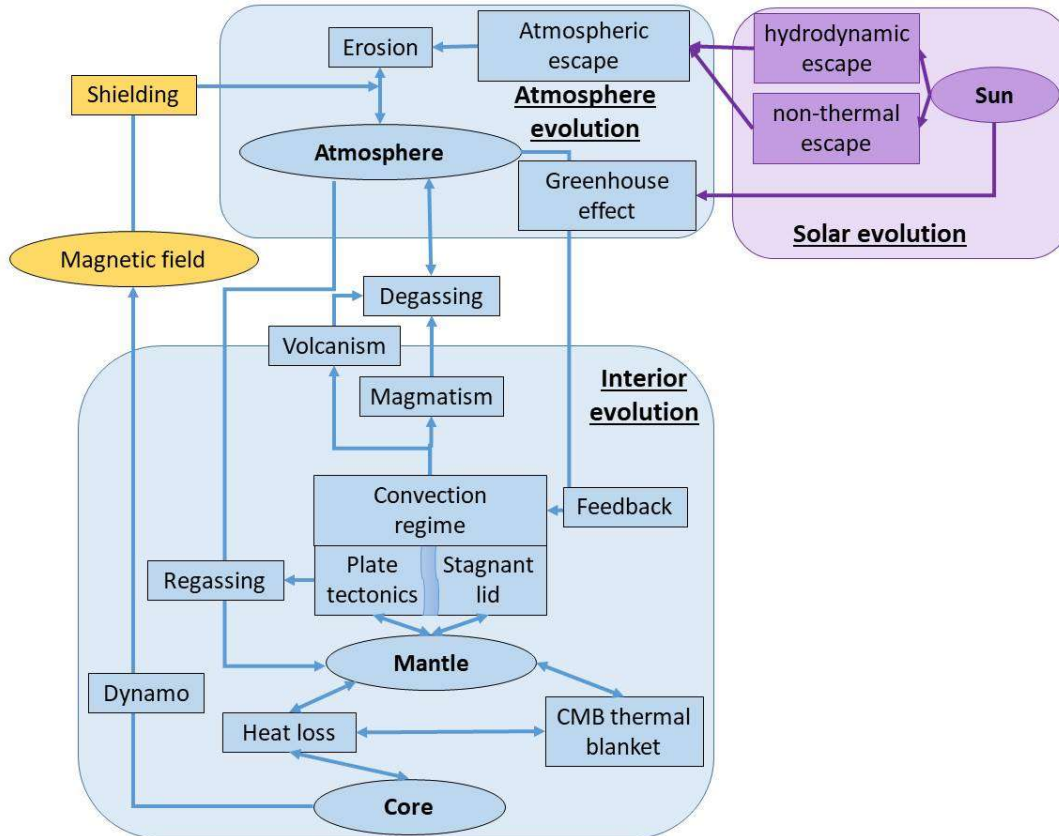 Erosion
Atmospheric
escape
hydrodynamic
escape
Shielding
Atmosphere
evolution
non-thermal
escape
Sun
Atmosphere
Greenhouse
effect
Solar evolution
Magnetic field
Degassing
Volcanism
Magmatism
Interior
evolution
Convection
regime
Feedback
Plate
tectonics
Stagnant
lid
Regassing
Mantle
Dynamo
Heat loss
CMB thermal
blanket
Core